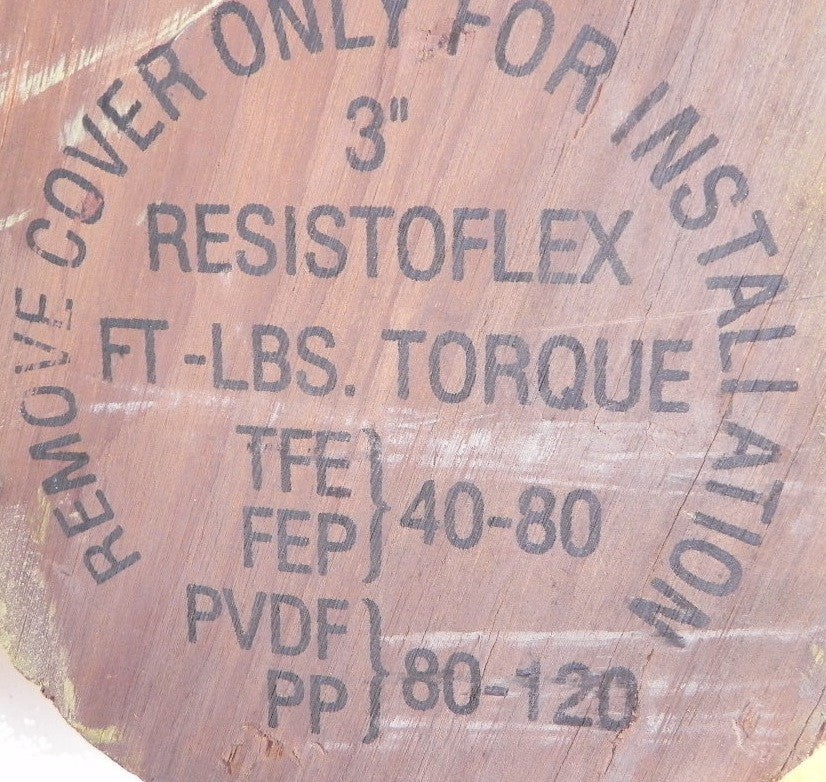 REMOVE COVER ONLY FOR INSTALLATION
3"
RESISTOFLEX
FT-LBS. TORQUE
TFE
FEP } 40-80
PVDF
PP } 80-120